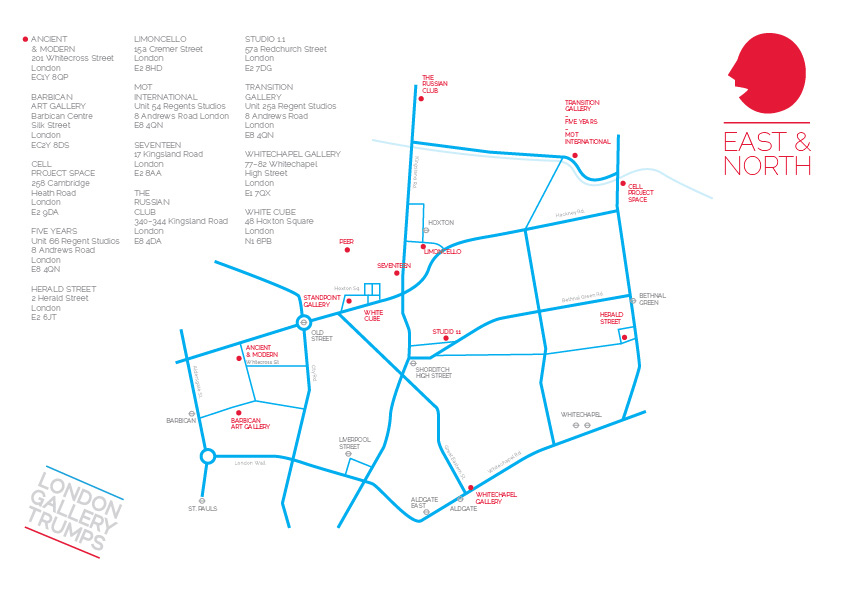 ANCIENT
& MODERN
201 Whitecross Street
London
EC1Y 8QP
BARBICAN
ART GALLERY
Barbican Centre
Silk Street
London
EC2Y 8DS
CELL
PROJECT SPACE
258 Cambridge
Heath Road
London
E2 9DA
FIVE YEARS
Unit 66 Regent Studios
8 Andrews Road
London
E8 4QN
HERALD STREET
2 Herald Street
London
E2 6JT
LIMONCELLO
15a Cremer Street
London
E2 8HD
MOT
INTERNATIONAL
Unit 54 Regents Studios
8 Andrews Road London
E8 4QN
SEVENTEEN
17 Kingsland Road
London
E2 8AA
THE
RUSSIAN
CLUB
340–344 Kingsland Road
London
E8 4DA
STUDIO 1.1
57a Redchurch Street
London
E2 7DG
TRANSITION
GALLERY
Unit 25a Regent Studios
8 Andrews Road
London
E8 4QN
WHITECHAPEL GALLERY
77–82 Whitechapel
High Street
London
E1 7QX
WHITE CUBE
48 Hoxton Square
London
N1 6PB
EAST &
NORTH
THE
RUSSIAN
CLUB
TRANSITION
GALLERY
-
FIVE YEARS
-
MOT
INTERNATIONAL
CELL
PROJECT
SPACE
Kingsland Rd
Hackney Rd
HOXTON
LIMONCELLO
PEER
SEVENTEEN
Hoxton Sq
STANDPOINT
GALLERY
WHITE
CUBE
Bethnal Green Rd
BETHNAL
GREEN
HERALD
STREET
OLD
STREET
STUDIO 1.1
ANCIENT
& MODERN
Whitecross St
SHORDITCH
HIGH STREET
City Rd
Aldersgate St
BARBICAN
BARBICAN
ART GALLERY
WHITECHAPEL
LIVERPOOL
STREET
London Wall
Great Eastern St
Whitechapel Rd
WHITECHAPEL
GALLERY
ALDGATE
EAST
ALDGATE
ST. PAULS
LONDON
GALLERY
TRUMPS